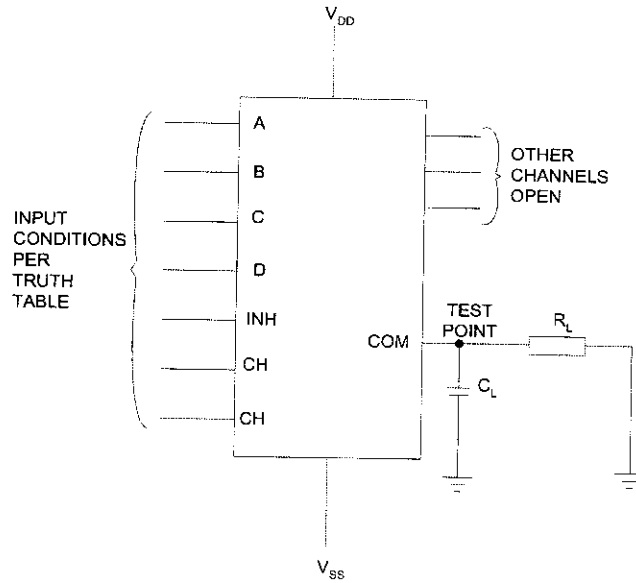 V_DD
A
B
C
D
INH
CH
CH
INPUT
CONDITIONS
PER
TRUTH
TABLE
OTHER
CHANNELS
OPEN
COM
TEST
POINT
R_L
C_L
V_SS